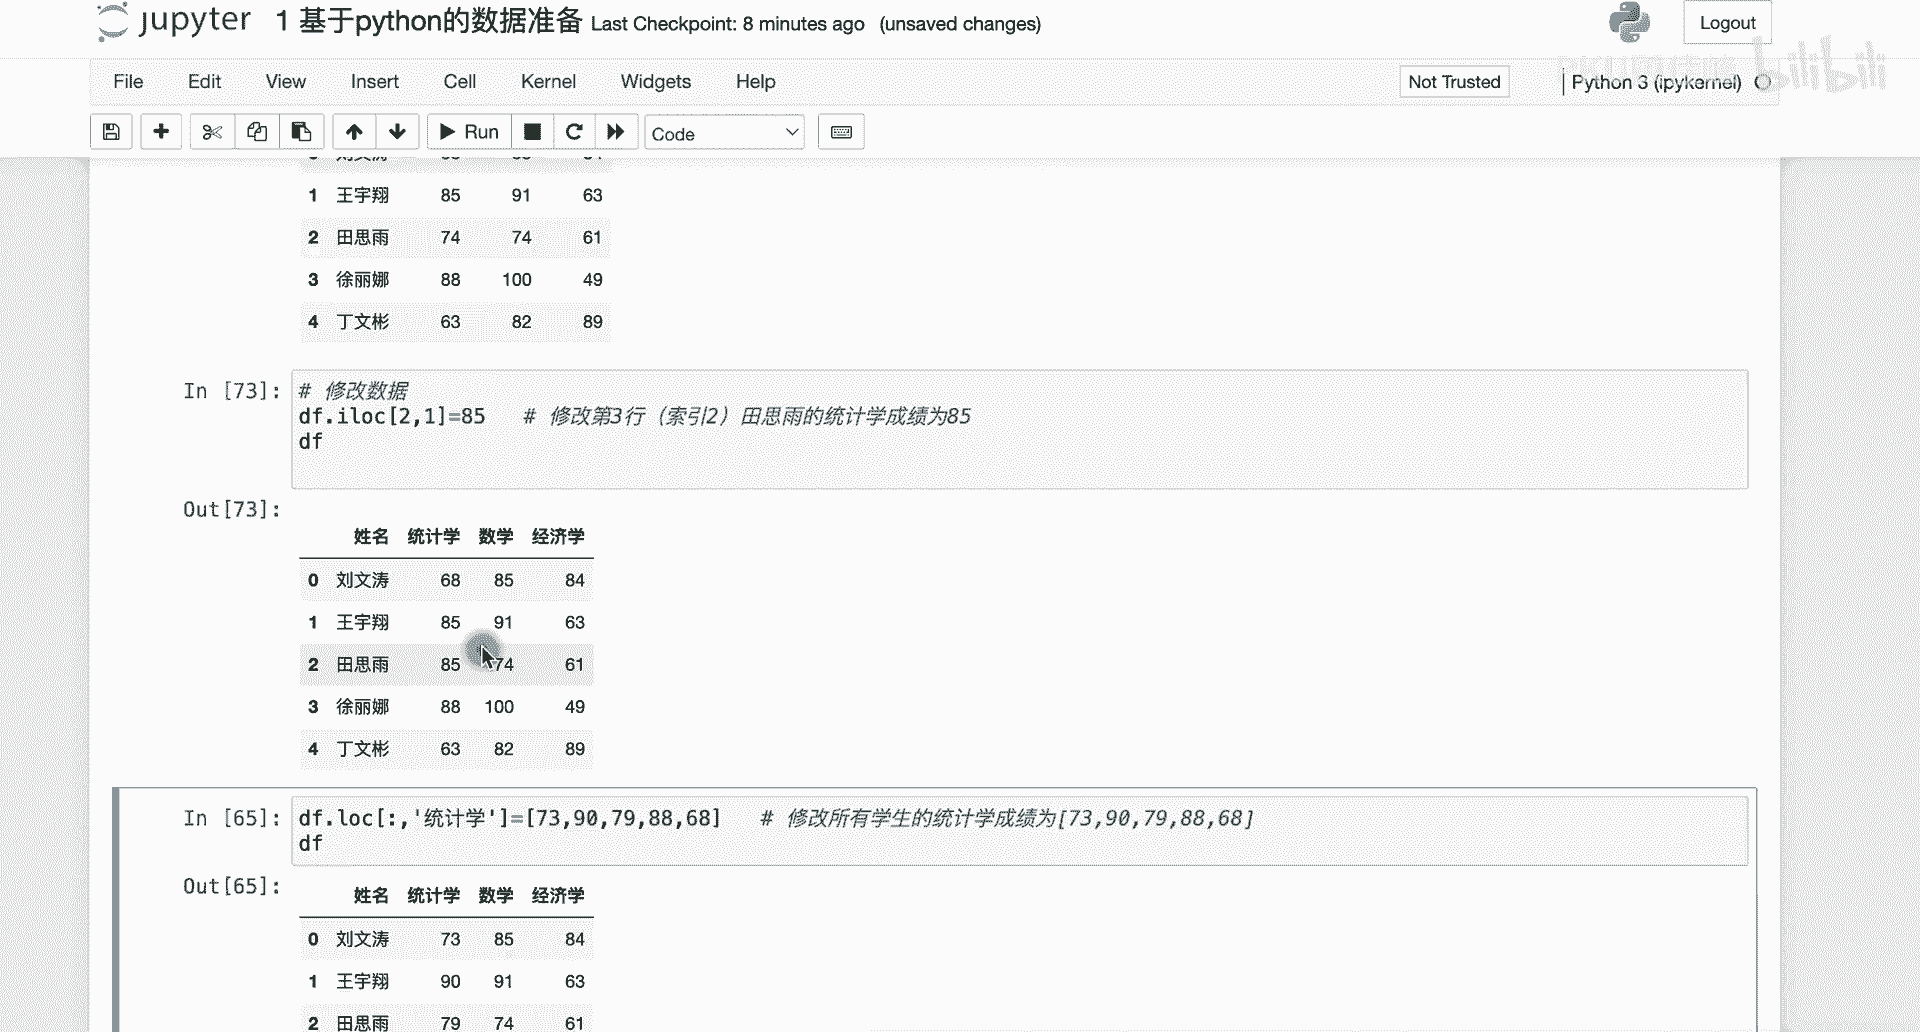 jupyter 1 基于python的数据准备 Last Checkpoint: 8 minutes ago (unsaved changes)
Logout
File Edit View Insert Cell Kernel Widgets Help
Not Trusted
Python 3 (ipykernel)
bilibili
Run
Code
1 王宇翔 85 91 63
2 田思雨 74 74 61
3 徐丽娜 88 100 49
4 丁文彬 63 82 89
In [73]:
# 修改数据
df.iloc[2,1]=85 # 修改第3行（索引2）田思雨的统计学成绩为85
df
Out[73]:
姓名 统计学 数学 经济学
0 刘文涛 68 85 84
1 王宇翔 85 91 63
2 田思雨 85 74 61
3 徐丽娜 88 100 49
4 丁文彬 63 82 89
In [65]:
df.loc[:,'统计学']=[73,90,79,88,68] # 修改所有学生的统计学成绩为[73,90,79,88,68]
df
Out[65]:
姓名 统计学 数学 经济学
0 刘文涛 73 85 84
1 王宇翔 90 91 63
2 田思雨 79 74 61